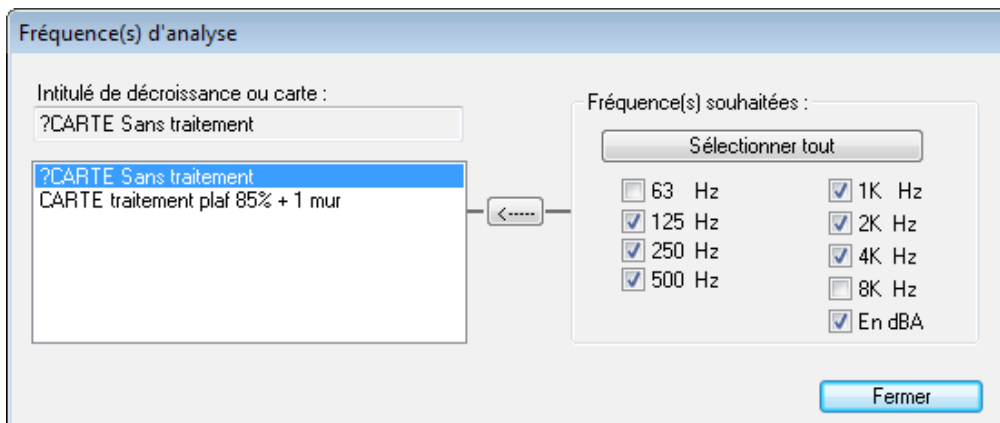 Fréquence(s) d'analyse
Intitulé de décroissance ou carte :
?CARTE Sans traitement
?CARTE Sans traitement
CARTE traitement plaf 85% + 1 mur
<-----
Fréquence(s) souhaitées :
Sélectionner tout
63 Hz
125 Hz
250 Hz
500 Hz
1K Hz
2K Hz
4K Hz
8K Hz
En dBA
Fermer